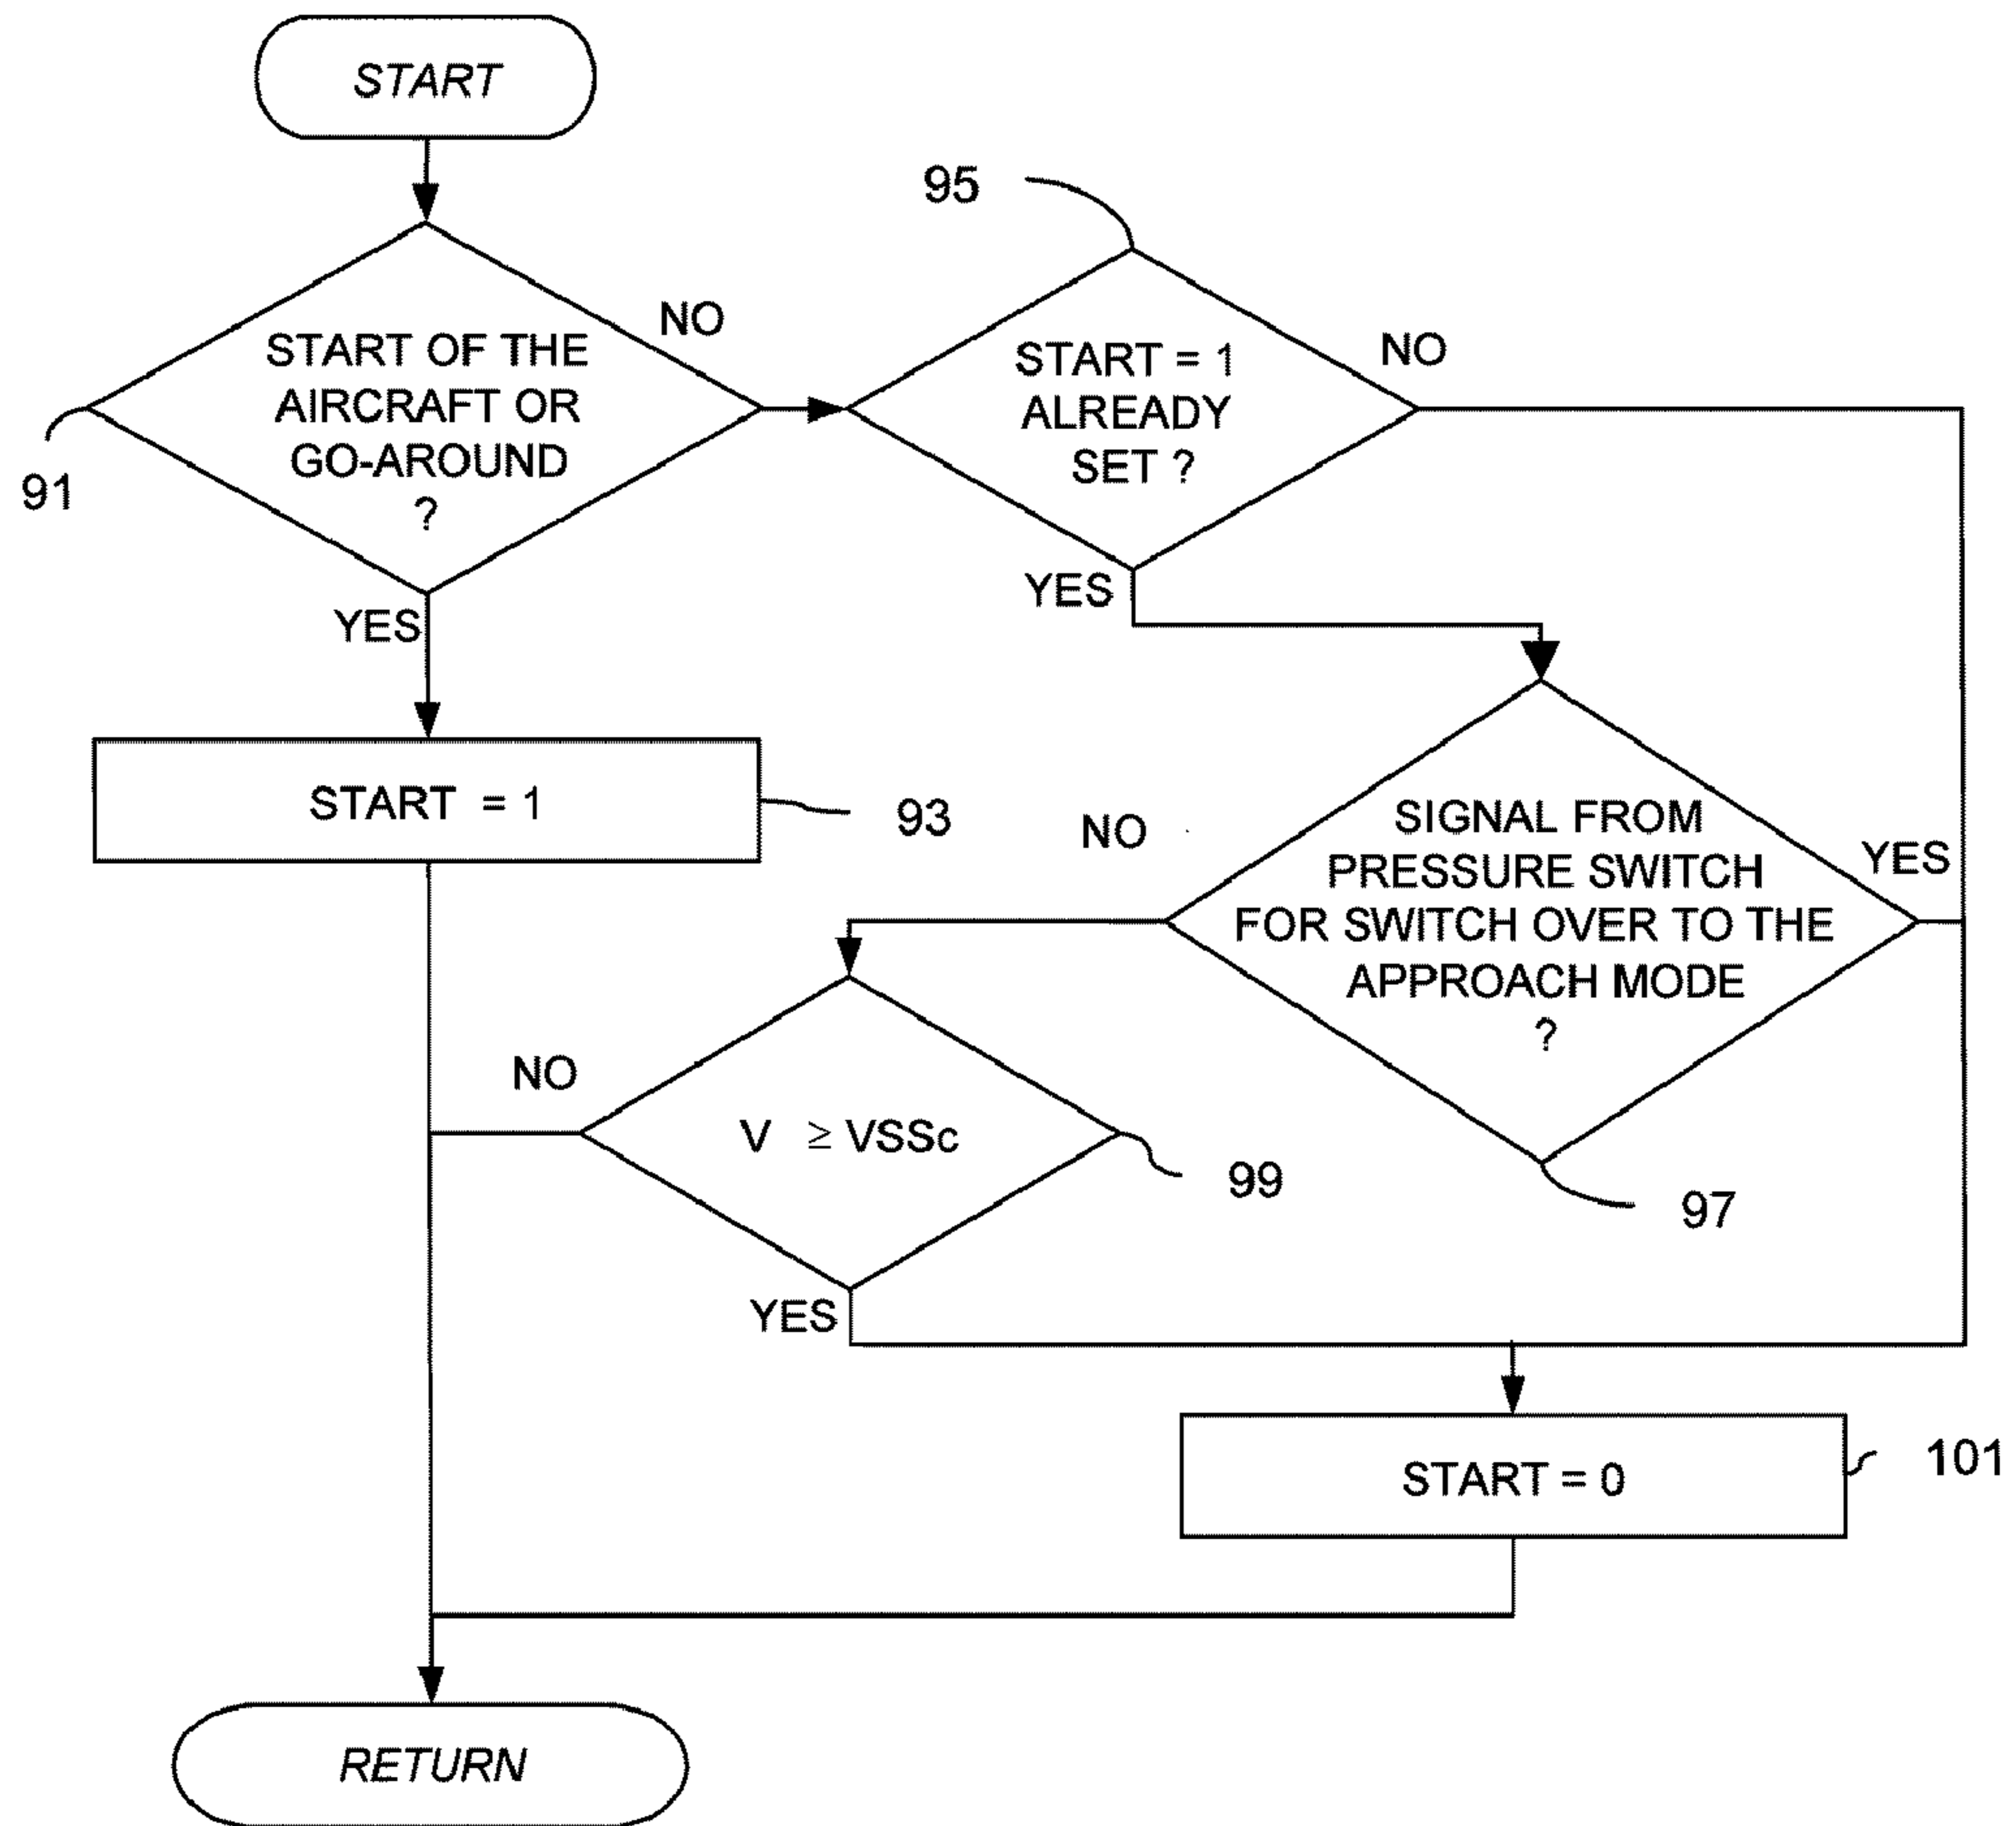 START
95
NO
START OF THE
AIRCRAFT OR
GO-AROUND
?
91
YES
START = 1
ALREADY
SET ?
NO
YES
START = 1
93
NO
SIGNAL FROM
PRESSURE SWITCH
FOR SWITCH OVER TO THE
APPROACH MODE
?
YES
97
NO
V ≥ VSSc
99
YES
START = 0
101
RETURN